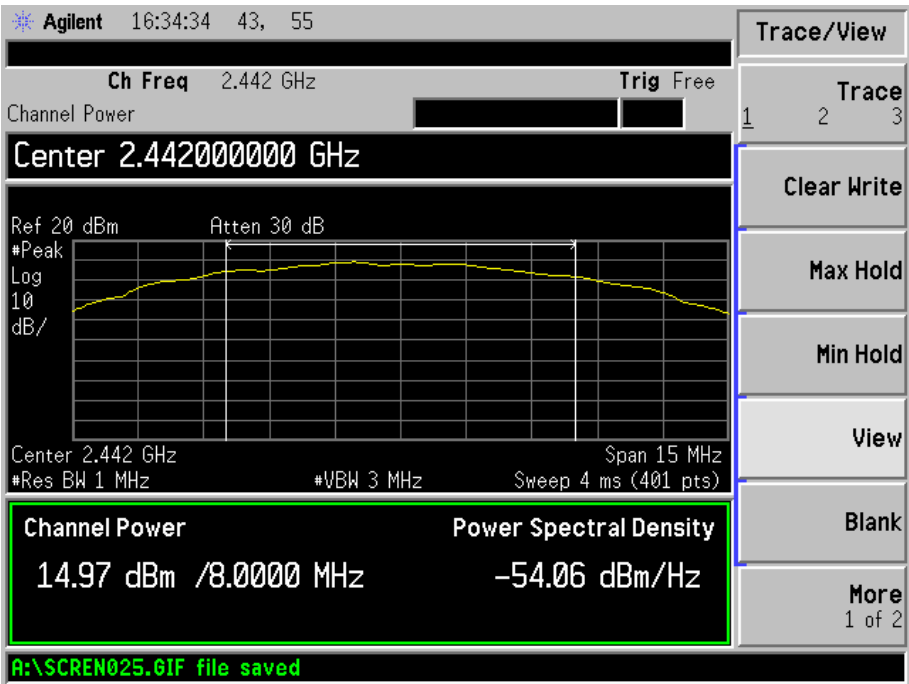 Agilent 16:34:34 43, 55
Trace/View
Ch Freq 2.442 GHz Trig Free
Channel Power
Trace
1 2 3
Center 2.442000000 GHz
Clear Write
Ref 20 dBm Atten 30 dB
#Peak
Log
10
dB/
Max Hold
Min Hold
View
Center 2.442 GHz Span 15 MHz
#Res BW 1 MHz #VBW 3 MHz Sweep 4 ms (401 pts)
Channel Power Power Spectral Density
14.97 dBm /8.0000 MHz -54.06 dBm/Hz
Blank
More
1 of 2
A:\SCREN025.GIF file saved